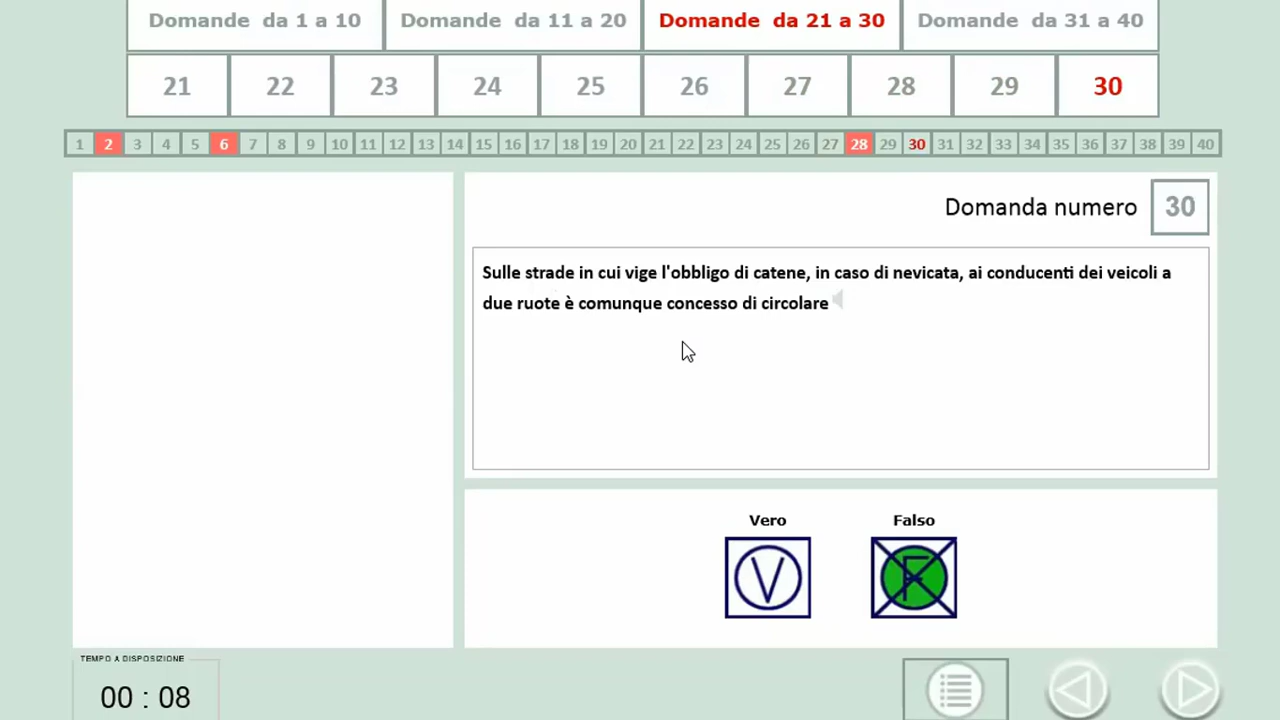 Domande da 1 a 10 Domande da 11 a 20 Domande da 21 a 30 Domande da 31 a 40
21 22 23 24 25 26 27 28 29 30
1 2 3 4 5 6 7 8 9 10 11 12 13 14 15 16 17 18 19 20 21 22 23 24 25 26 27 28 29 30 31 32 33 34 35 36 37 38 39 40
Domanda numero 30
Sulle strade in cui vige l'obbligo di catene, in caso di nevicata, ai conducenti dei veicoli a
due ruote è comunque concesso di circolare
Vero Falso
V F
TEMPO A DISPOSIZIONE
00 : 08